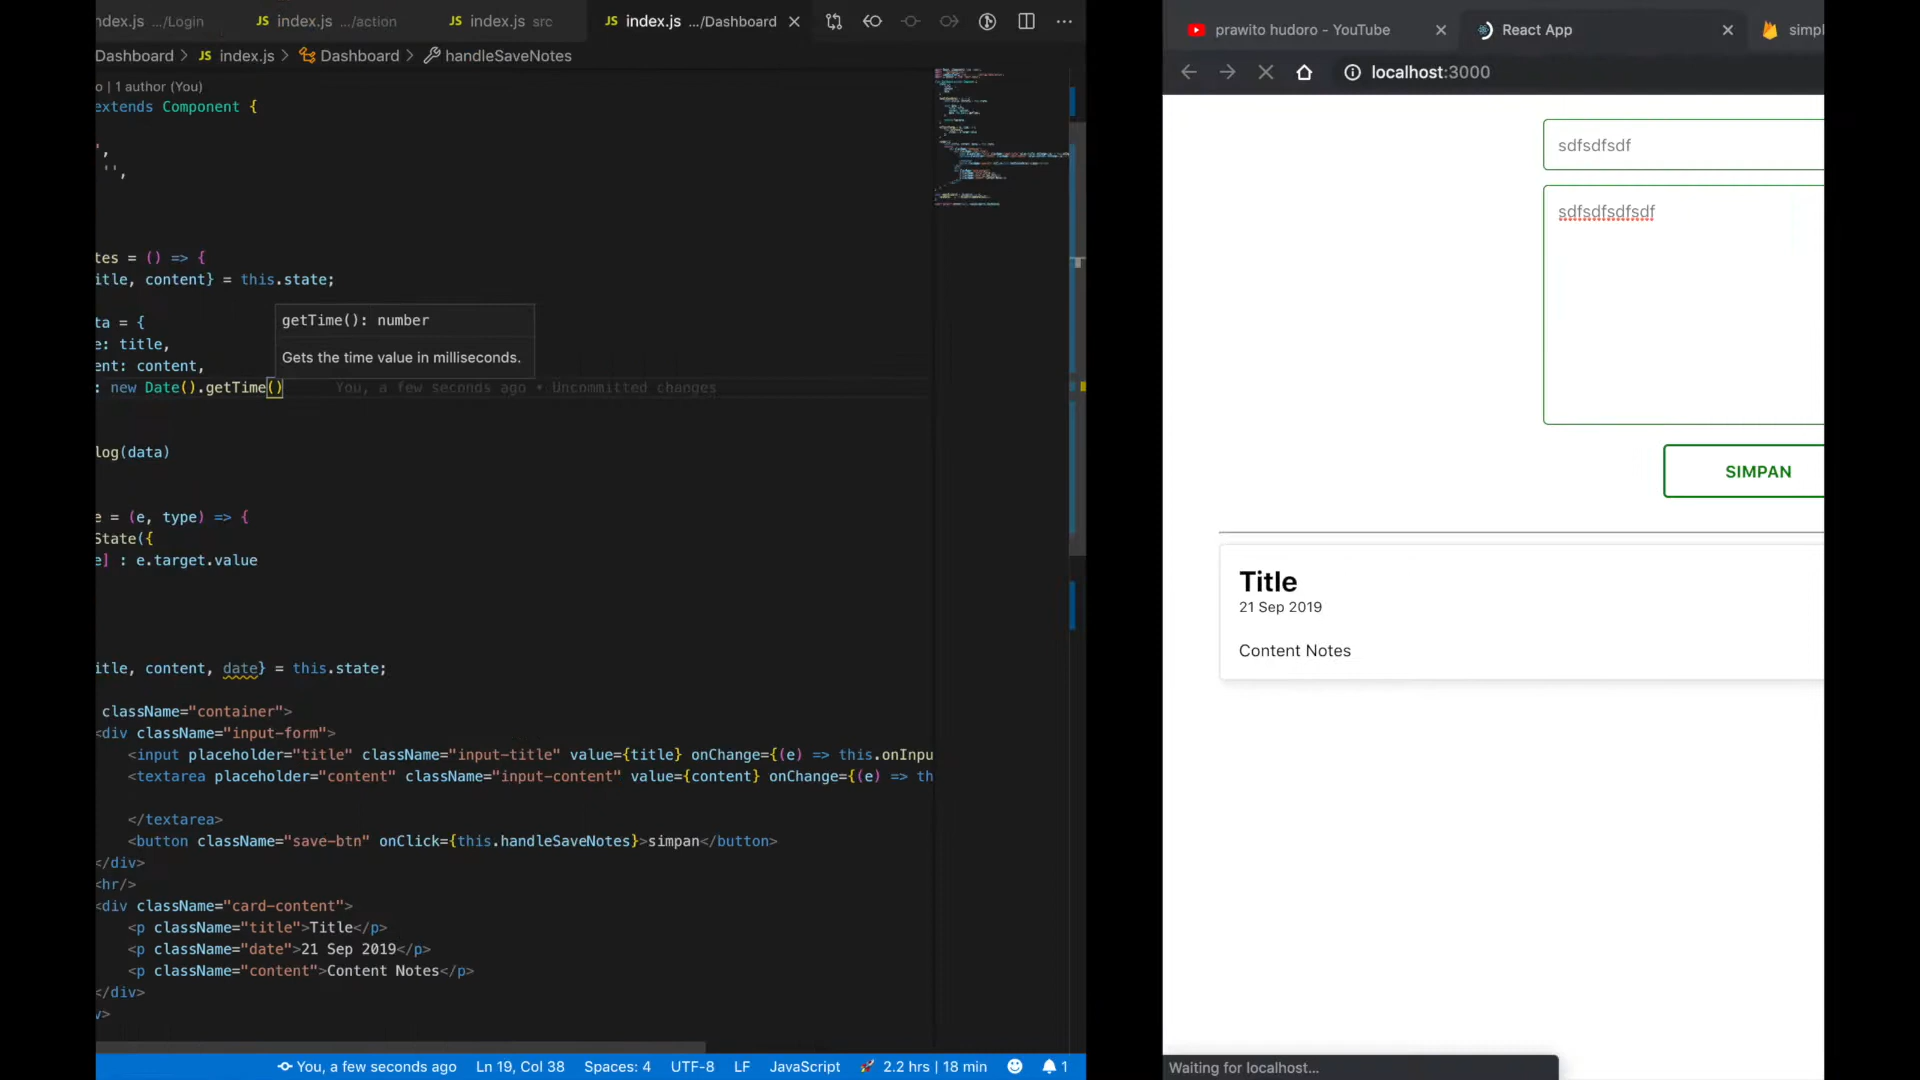 ndex.js .../Login
JS index.js .../action
JS index.js src
JS index.js .../Dashboard
Dashboard > JS index.js > Dashboard > handleSaveNotes
o | 1 author (You)
extends Component {
',
'',
tes = () => {
itle, content} = this.state;
getTime(): number
Gets the time value in milliseconds.
ta = {
e: title,
ent: content,
: new Date().getTime() You, a few seconds ago • Uncommitted changes
log(data)
e = (e, type) => {
State({
e] : e.target.value
itle, content, date} = this.state;
className="container">
<div className="input-form">
<input placeholder="title" className="input-title" value={title} onChange={(e) => this.onInpu
<textarea placeholder="content" className="input-content" value={content} onChange={(e) => th
</textarea>
<button className="save-btn" onClick={this.handleSaveNotes}>simpan</button>
</div>
<hr/>
<div className="card-content">
<p className="title">Title</p>
<p className="date">21 Sep 2019</p>
<p className="content">Content Notes</p>
</div>
v>
You, a few seconds ago Ln 19, Col 38 Spaces: 4 UTF-8 LF JavaScript 2.2 hrs | 18 min 1
prawito hudoro - YouTube
React App
simpl
localhost:3000
sdfsdfsdf
sdfsdfsdfsdf
SIMPAN
Title
21 Sep 2019
Content Notes
Waiting for localhost...